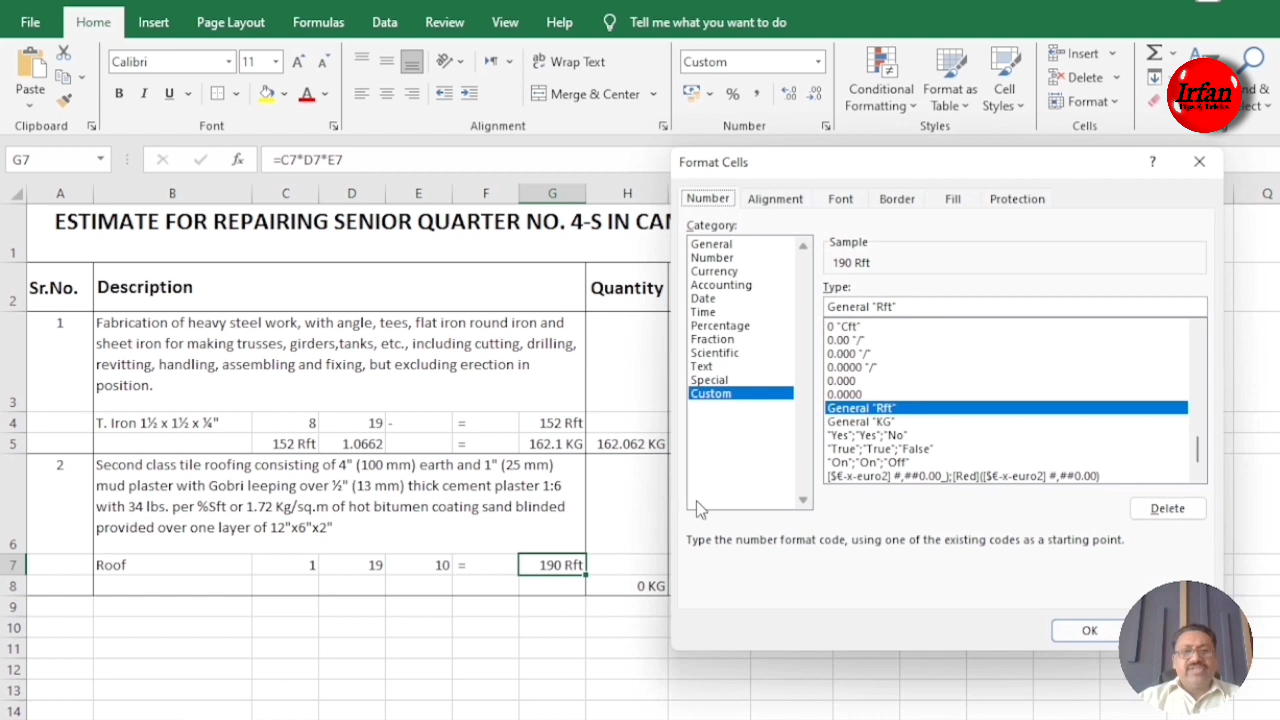 File Home Insert Page Layout Formulas Data Review View Help Tell me what you want to do
Calibri 11 A A Wrap Text Custom Insert
Paste B I U A Merge & Center % , Conditional Formatting Format as Table Cell Styles Delete Format
Clipboard Font Alignment Number Styles Cells
Irfan
Tips & Tricks
G7 fx =C7*D7*E7
A B C D E F G H Q
1 ESTIMATE FOR REPAIRING SENIOR QUARTER NO. 4-S IN CA
2 Sr.No. Description Quantity
1 Fabrication of heavy steel work, with angle, tees, flat iron round iron and
sheet iron for making trusses, girders,tanks, etc., including cutting, drilling,
revitting, handling, assembling and fixing, but excluding erection in
3 position.
4 T. Iron 1½ x 1½ x ¼" 8 19 - = 152 Rft
5 152 Rft 1.0662 = 162.1 KG 162.062 KG
2 Second class tile roofing consisting of 4" (100 mm) earth and 1" (25 mm)
mud plaster with Gobri leeping over ½" (13 mm) thick cement plaster 1:6
with 34 lbs. per %Sft or 1.72 Kg/sq.m of hot bitumen coating sand blinded
provided over one layer of 12"x6"x2"
6
7 Roof 1 19 10 = 190 Rft
8 0 KG
9
10
11
12
13
14
Format Cells ?
Number Alignment Font Border Fill Protection
Category:
General
Number
Currency
Accounting
Date
Time
Percentage
Fraction
Scientific
Text
Special
Custom
Sample
190 Rft
Type:
General "Rft"
0 "Cft"
0.00 "/"
0.000 "/"
0.0000 "/"
0.000
0.0000
General "Rft"
General "KG"
"Yes";"Yes";"No"
"True";"True";"False"
"On";"On";"Off"
[$€-x-euro2] #,##0.00_);[Red]([$€-x-euro2] #,##0.00)
Delete
Type the number format code, using one of the existing codes as a starting point.
OK